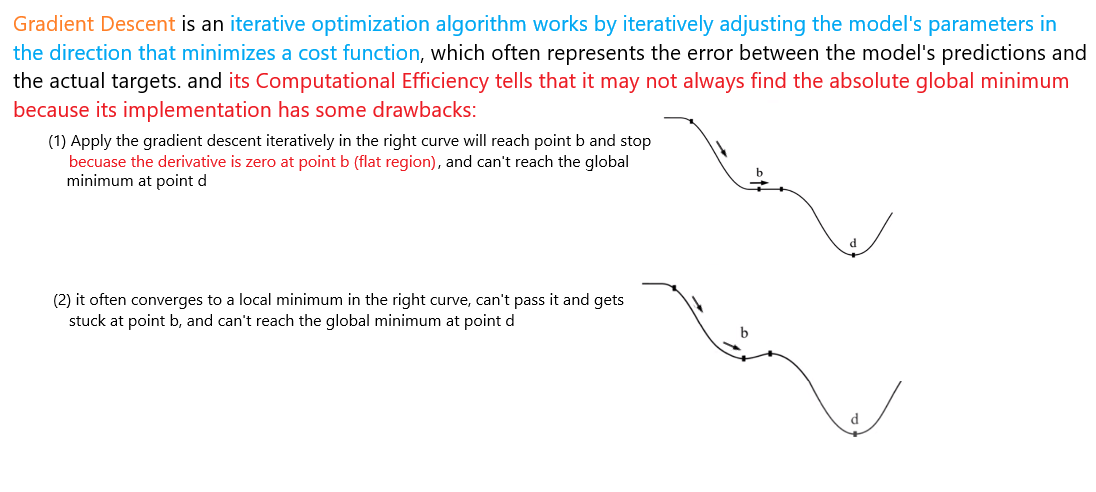 Gradient Descent is an iterative optimization algorithm works by iteratively adjusting the model's parameters in
the direction that minimizes a cost function, which often represents the error between the model's predictions and
the actual targets. and its Computational Efficiency tells that it may not always find the absolute global minimum
because its implementation has some drawbacks:
(1) Apply the gradient descent iteratively in the right curve will reach point b and stop
becuase the derivative is zero at point b (flat region), and can't reach the global
minimum at point d
b
d
(2) it often converges to a local minimum in the right curve, can't pass it and gets
stuck at point b, and can't reach the global minimum at point d
b
d